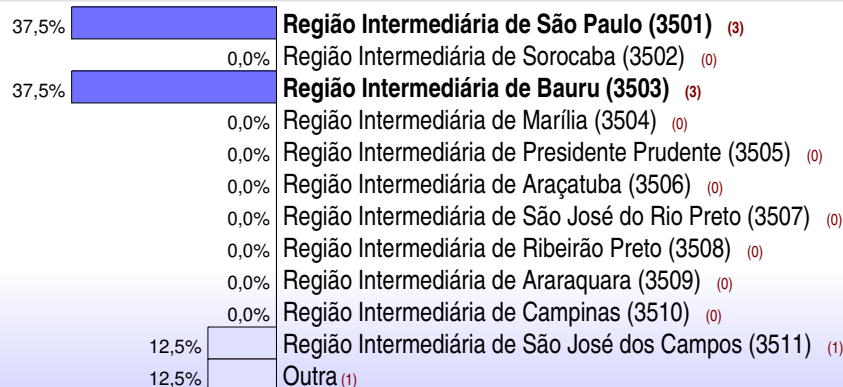 37,5% Região Intermediária de São Paulo (3501) (3)
0,0% Região Intermediária de Sorocaba (3502) (0)
37,5% Região Intermediária de Bauru (3503) (3)
0,0% Região Intermediária de Marília (3504) (0)
0,0% Região Intermediária de Presidente Prudente (3505) (0)
0,0% Região Intermediária de Araçatuba (3506) (0)
0,0% Região Intermediária de São José do Rio Preto (3507) (0)
0,0% Região Intermediária de Ribeirão Preto (3508) (0)
0,0% Região Intermediária de Araraquara (3509) (0)
0,0% Região Intermediária de Campinas (3510) (0)
12,5% Região Intermediária de São José dos Campos (3511) (1)
12,5% Outra (1)